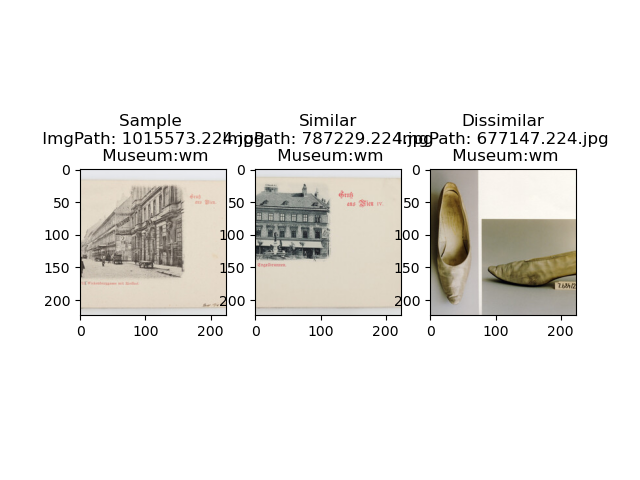 Sample
ImgPath: 1015573.224.jpg
Museum:wm
Similar
ImgPath: 787229.224.jpg
Museum:wm
Dissimilar
ImgPath: 677147.224.jpg
Museum:wm
0
50
100
150
200
0
100
200
Gruß
aus Wien
0
50
100
150
200
0
100
200
Gruß
aus Wien IV.
0
50
100
150
200
0
100
200